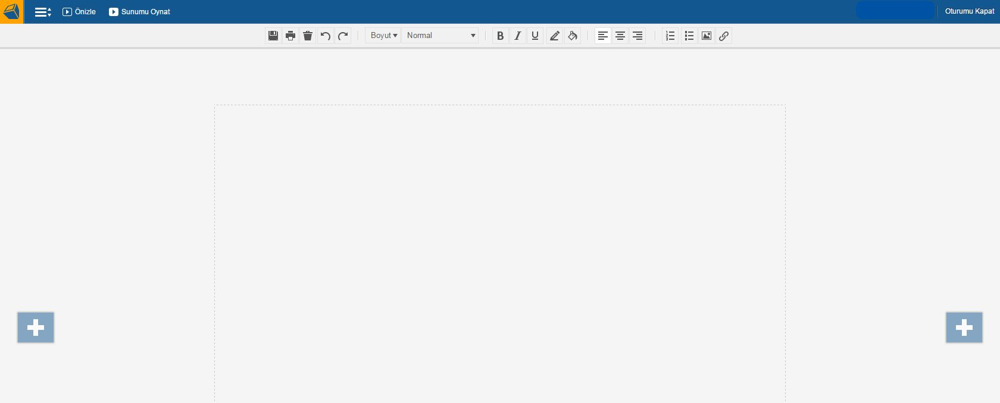 Önizle Sunumu Oynat Oturumu Kapat
Boyut Normal B I U